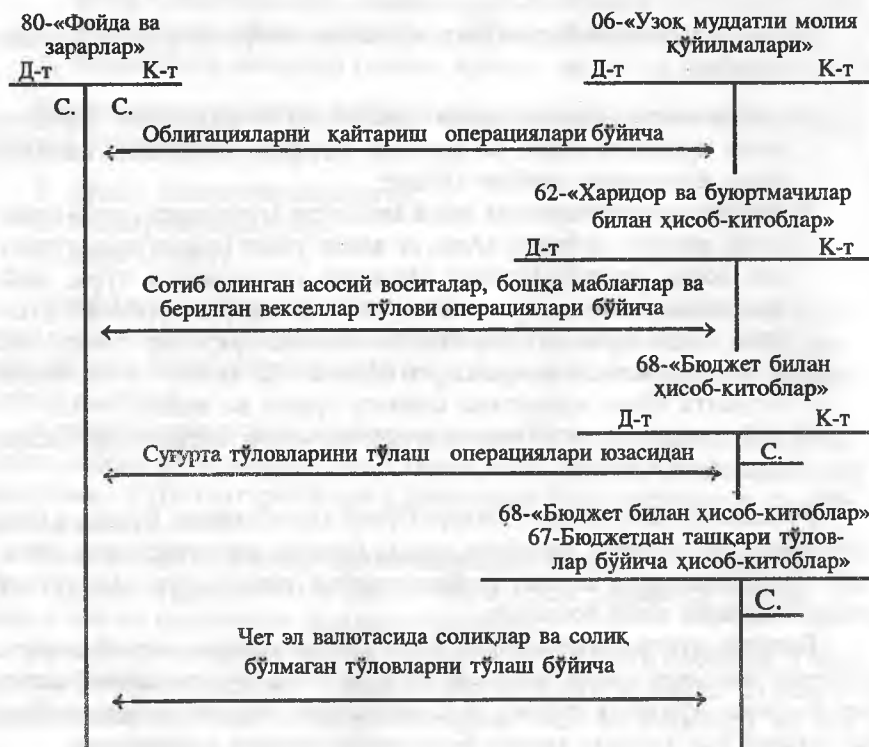 80-«Фойда ва
зарарлар»
Д-т К-т
С. С.
06-«Узоқ муддатли молия
қўйилмалари»
Д-т К-т
Облигацияларни қайтариш операциялари бўйича
62-«Харидор ва буюртмачилар
билан ҳисоб-китоблар»
Д-т К-т
Сотиб олинган асосий воситалар, бошқа маблағлар ва
берилган векселлар тўлови операциялари бўйича
68-«Бюджет билан
ҳисоб-китоблар»
Д-т К-т
С.
Суғурта тўловларини тўлаш операциялари юзасидан
68-«Бюджет билан ҳисоб-китоблар»
67-Бюджетдан ташқари тўлов-
лар бўйича ҳисоб-китоблар»
С.
Чет эл валютасида солиқлар ва солиқ
бўлмаган тўловларни тўлаш бўйича